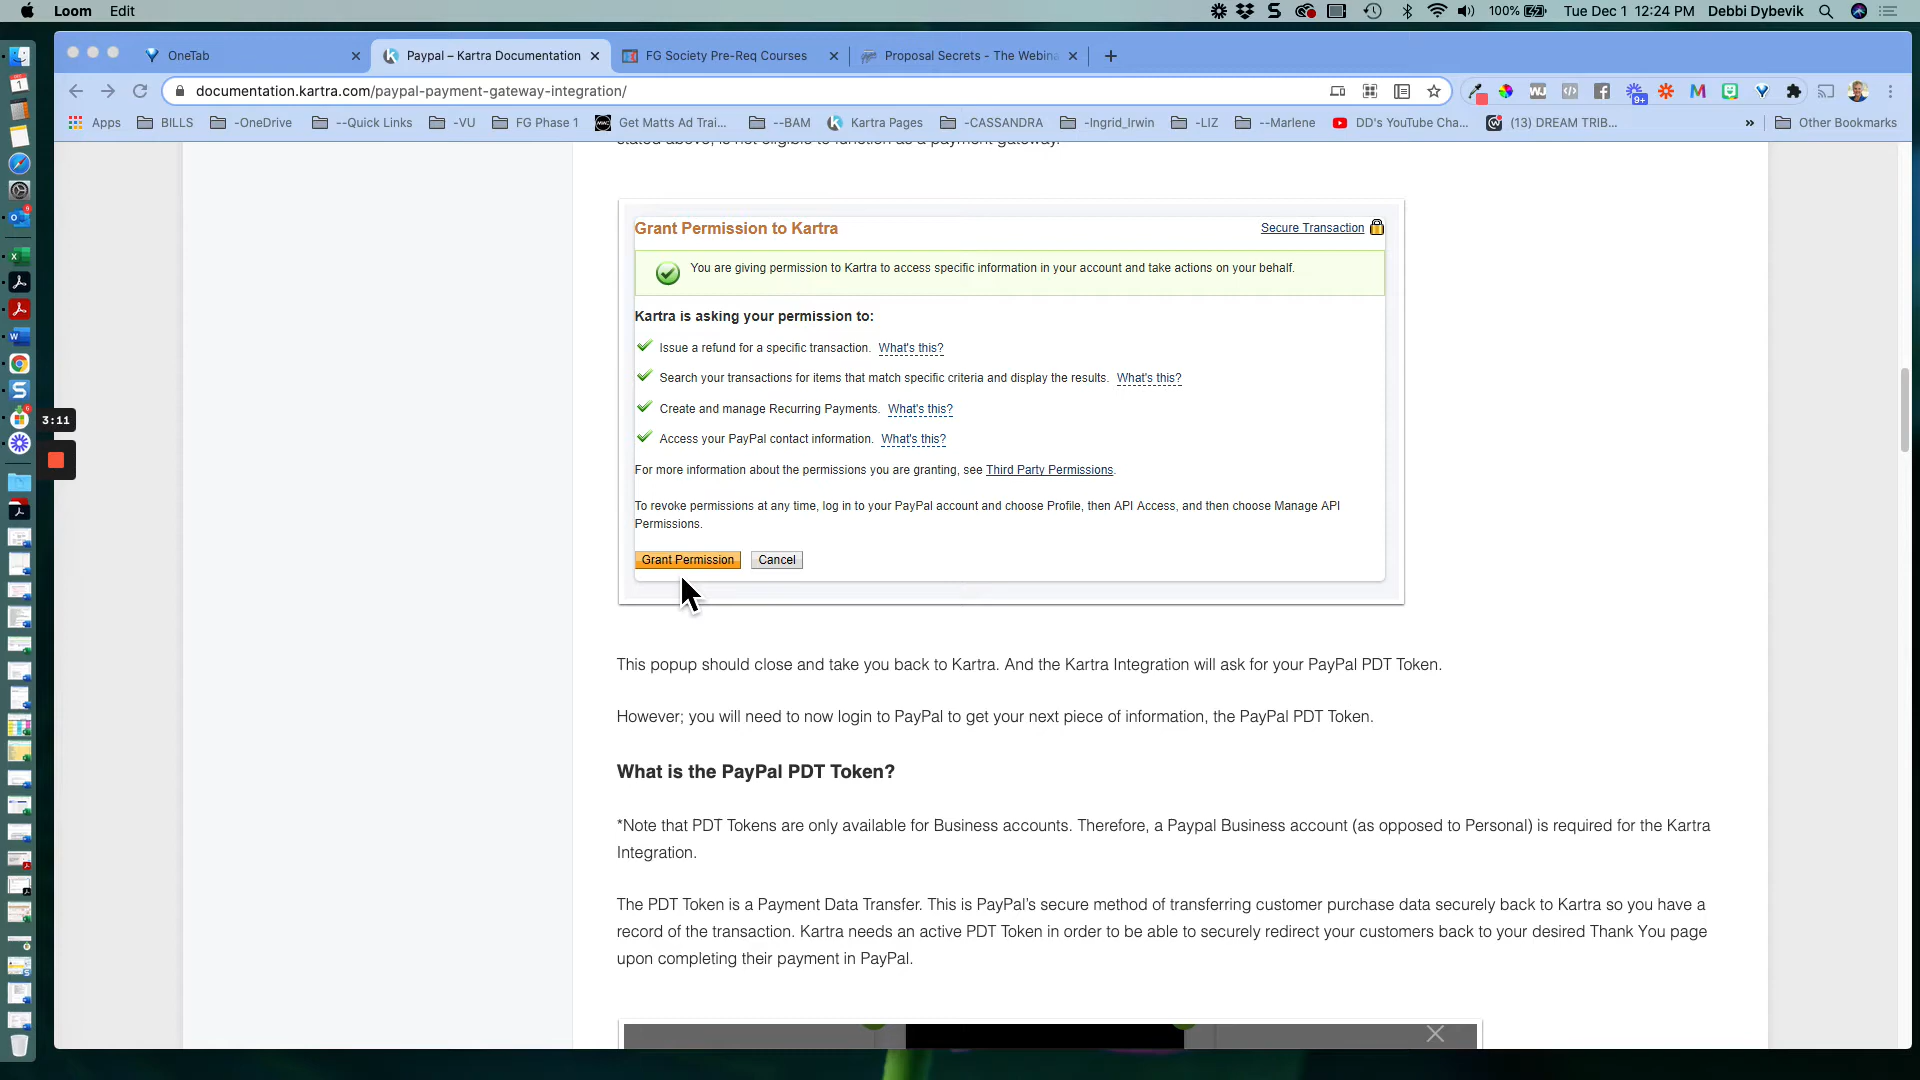 Loom Edit
100% Tue Dec 1 12:24 PM Debbi Dybevik
OneTab
Paypal – Kartra Documentation
FG Society Pre-Req Courses
Proposal Secrets - The Webina
documentation.kartra.com/paypal-payment-gateway-integration/
9+
Apps BILLS -OneDrive --Quick Links -VU FG Phase 1 Get Matts Ad Trai... --BAM Kartra Pages -CASSANDRA -Ingrid_Irwin -LIZ --Marlene DD's YouTube Cha... (13) DREAM TRIB... » Other Bookmarks
stated above, is not eligible to function as a payment gateway.
Grant Permission to Kartra
Secure Transaction
You are giving permission to Kartra to access specific information in your account and take actions on your behalf.
Kartra is asking your permission to:
Issue a refund for a specific transaction. What's this?
Search your transactions for items that match specific criteria and display the results. What's this?
Create and manage Recurring Payments. What's this?
3:11
Access your PayPal contact information. What's this?
For more information about the permissions you are granting, see Third Party Permissions.
To revoke permissions at any time, log in to your PayPal account and choose Profile, then API Access, and then choose Manage API
Permissions.
Grant Permission Cancel
This popup should close and take you back to Kartra. And the Kartra Integration will ask for your PayPal PDT Token.
However; you will need to now login to PayPal to get your next piece of information, the PayPal PDT Token.
What is the PayPal PDT Token?
*Note that PDT Tokens are only available for Business accounts. Therefore, a Paypal Business account (as opposed to Personal) is required for the Kartra
Integration.
The PDT Token is a Payment Data Transfer. This is PayPal's secure method of transferring customer purchase data securely back to Kartra so you have a
record of the transaction. Kartra needs an active PDT Token in order to be able to securely redirect your customers back to your desired Thank You page
upon completing their payment in PayPal.